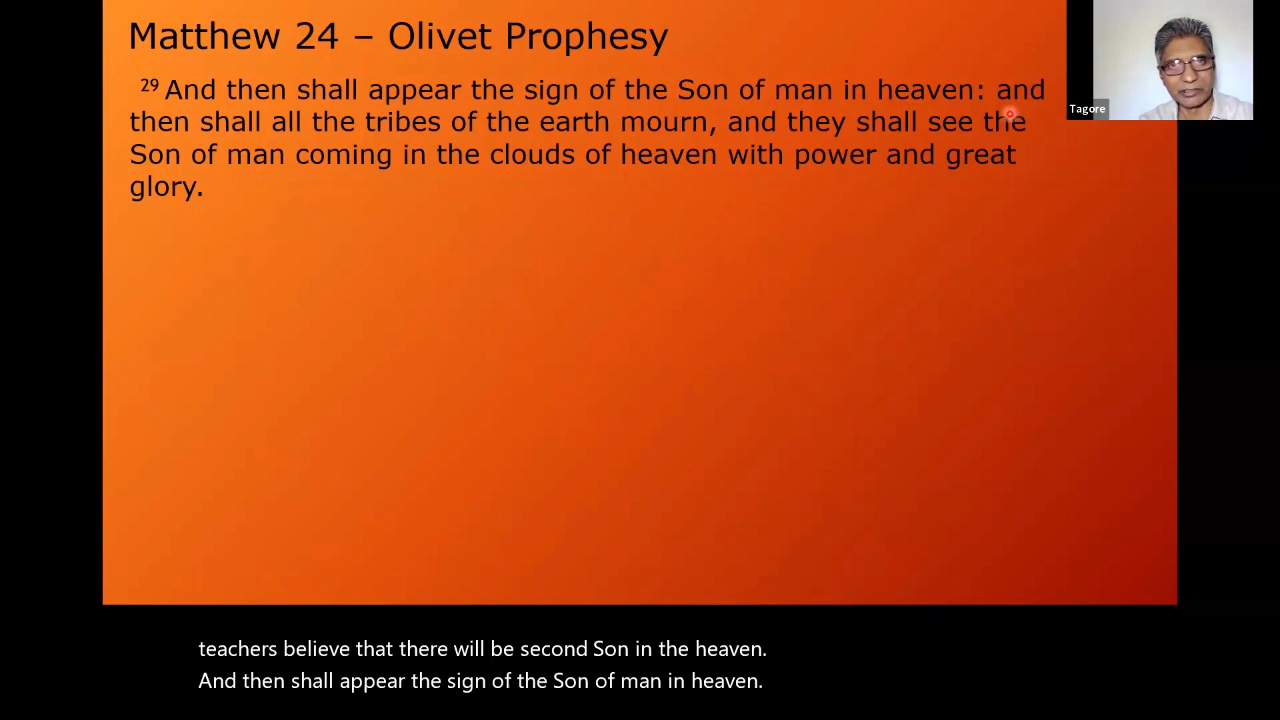 Matthew 24 – Olivet Prophesy
29 And then shall appear the sign of the Son of man in heaven: and
then shall all the tribes of the earth mourn, and they shall see the
Son of man coming in the clouds of heaven with power and great
glory.
Tagore
teachers believe that there will be second Son in the heaven.
And then shall appear the sign of the Son of man in heaven.